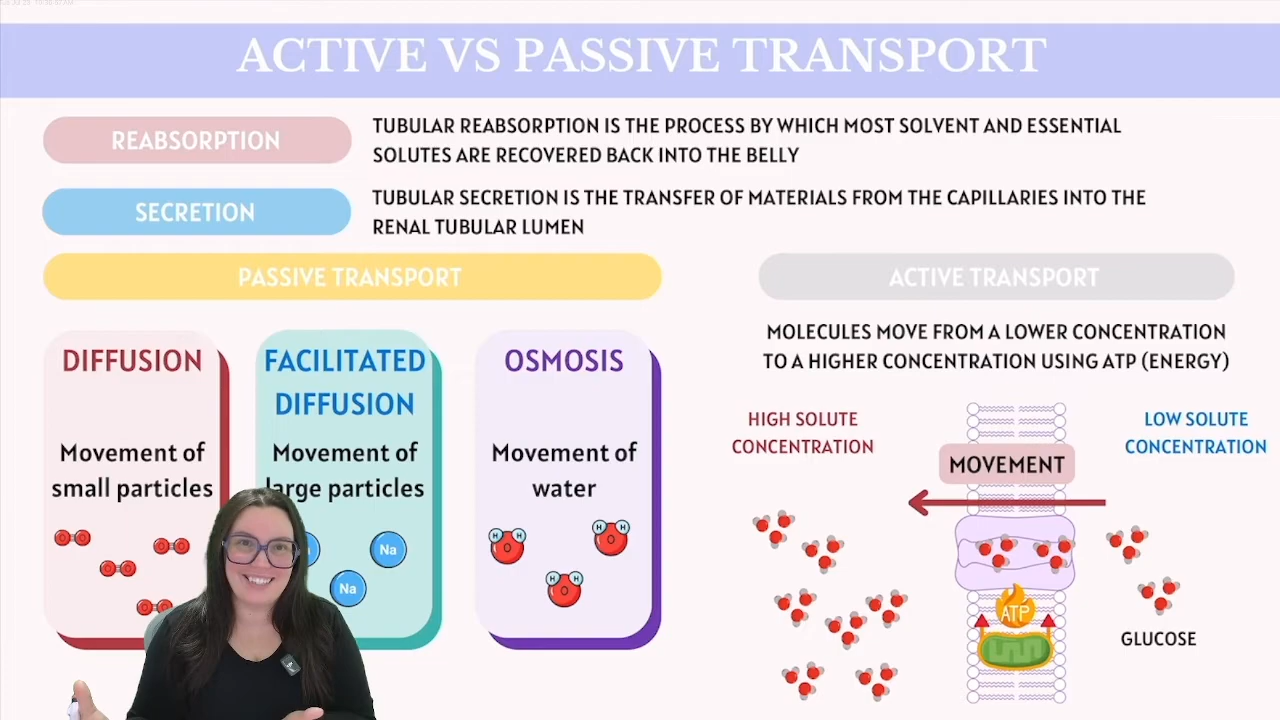 ACTIVE VS PASSIVE TRANSPORT
REABSORPTION
TUBULAR REABSORPTION IS THE PROCESS BY WHICH MOST SOLVENT AND ESSENTIAL
SOLUTES ARE RECOVERED BACK INTO THE BELLY
SECRETION
TUBULAR SECRETION IS THE TRANSFER OF MATERIALS FROM THE CAPILLARIES INTO THE
RENAL TUBULAR LUMEN
PASSIVE TRANSPORT
DIFFUSION
Movement of
small particles
FACILITATED
DIFFUSION
Movement of
large particles
Na
Na
OSMOSIS
Movement of
water
H H
O
H H
O
H H
O
ACTIVE TRANSPORT
MOLECULES MOVE FROM A LOWER CONCENTRATION
TO A HIGHER CONCENTRATION USING ATP (ENERGY)
HIGH SOLUTE
CONCENTRATION
MOVEMENT
LOW SOLUTE
CONCENTRATION
ATP
GLUCOSE